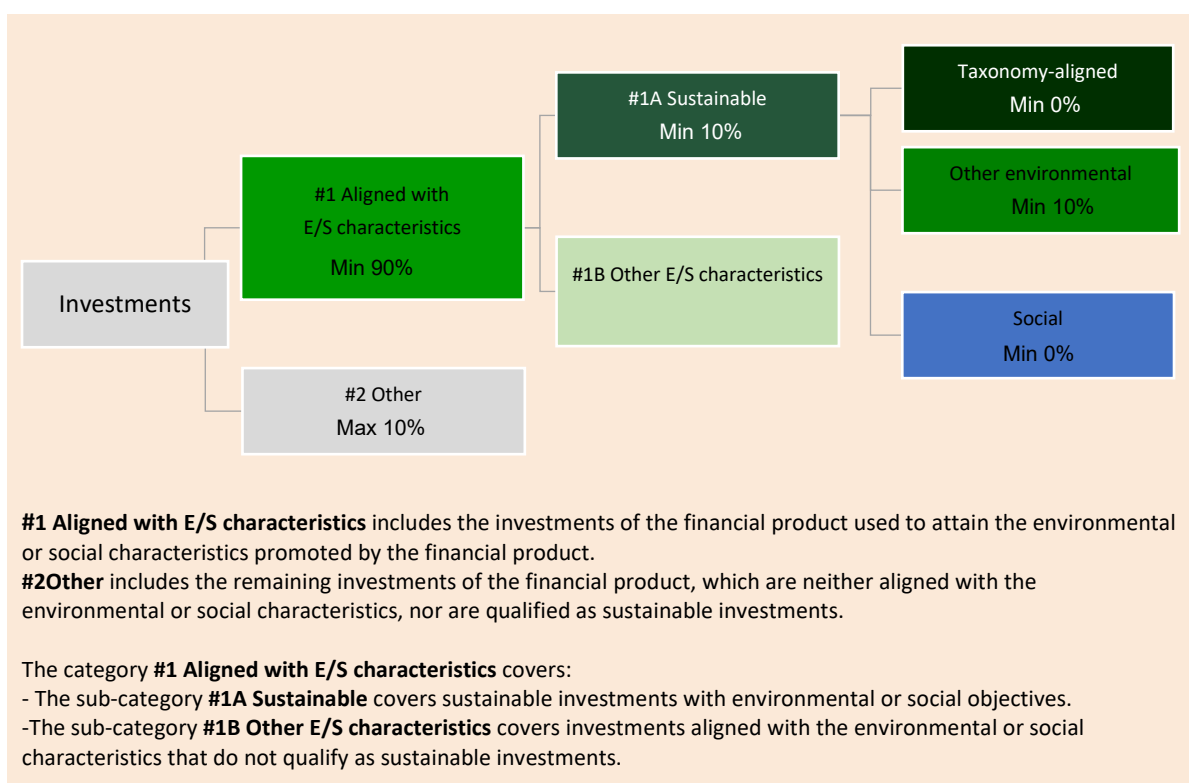 Taxonomy-aligned
Min 0%
#1A Sustainable
Min 10%
Other environmental
Min 10%
#1 Aligned with
E/S characteristics
Min 90%
#1B Other E/S characteristics
Investments
Social
Min 0%
#2 Other
Max 10%
#1 Aligned with E/S characteristics includes the investments of the financial product used to attain the environmental
or social characteristics promoted by the financial product.
#2Other includes the remaining investments of the financial product, which are neither aligned with the
environmental or social characteristics, nor are qualified as sustainable investments.
The category #1 Aligned with E/S characteristics covers:
- The sub-category #1A Sustainable covers sustainable investments with environmental or social objectives.
-The sub-category #1B Other E/S characteristics covers investments aligned with the environmental or social
characteristics that do not qualify as sustainable investments.